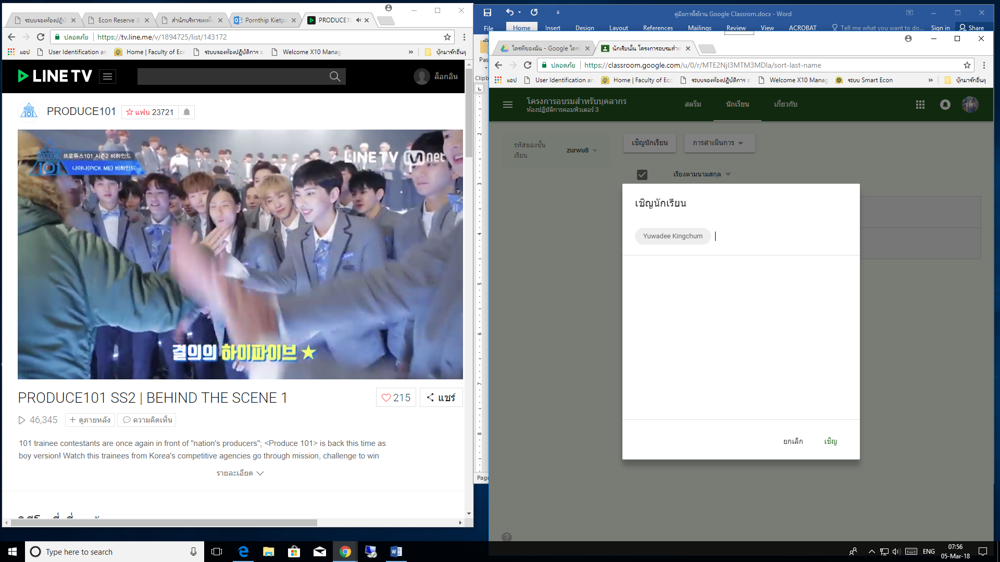 ระบบจองห้องปฏิบั
Econ Reserve &
สำนักบริหารเทคโ
Pornthip Kietpa
PRODUCE10
ปลอดภัย
https://tv.line.me/v/1894725/list/143172
แอป
User Identification an
Home | Faculty of Eco
ระบบจองห้องปฏิบัติการ อ
Welcome X10 Manag
»
บุ๊กมาร์กอื่นๆ
LINE TV
ล็อกอิน
PRODUCE101
แฟน 23721
프로듀스101 시즌2 비하인드
나야나(PICK ME) 비하인드
101
LINE TV
Mnet
결의의 하이파이브 ★
PRODUCE101 SS2 | BEHIND THE SCENE 1
215
แชร์
46,345
+ ดูภายหลัง
ความคิดเห็น
101 trainee contestants are once again in front of "nation's producers"; <Produce 101> is back this time as
boy version! Watch this trainees from Korea's competitive agencies go through mission, challenge to win
รายละเอียด
คู่มือการใช้งาน Google Classrom.docx - Word
File
Home
Insert
Design
Layout
References
Mailings
Review
View
ACROBAT
Tell me what you want to do...
Sign in
Share
Pas
Clipb
2
3
4
5
6
7
8
Page
ไดรฟ์ของฉัน - Google ไดรฟ์
นักเรียนใน โครงการอบรมสำห
ปลอดภัย
https://classroom.google.com/u/0/r/MTE2NjI3MTM3MDla/sort-last-name
แอป
User Identification an
Home | Faculty of Eco
ระบบจองห้องปฏิบัติการ อ
Welcome X10 Manag
ระบบ Smart Econ
»
บุ๊กมาร์กอื่นๆ
โครงการอบรมสำหรับบุคลากร
ห้องปฏิบัติการคอมพิวเตอร์ 3
สตรีม
นักเรียน
เกี่ยวกับ
รหัสของชั้น
เรียน
zurwu8
เชิญนักเรียน
การดำเนินการ
เรียงตามนามสกุล
เชิญนักเรียน
Yuwadee Kingchum
ยกเลิก
เชิญ
Type here to search
ENG
07:56
05-Mar-18